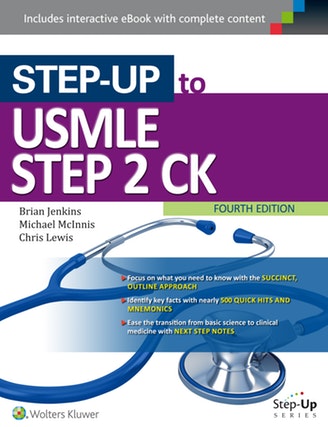 Includes interactive eBook with complete content
STEP-UP to
USMLE
STEP 2 CK
FOURTH EDITION
Brian Jenkins
Michael McInnis
Chris Lewis
Focus on what you need to know with the SUCCINCT,
OUTLINE APPROACH
Identify key facts with nearly 500 QUICK HITS AND
MNEMONICS
Ease the transition from basic science to clinical
medicine with NEXT STEP NOTES
Wolters Kluwer
Step-Up
SERIES